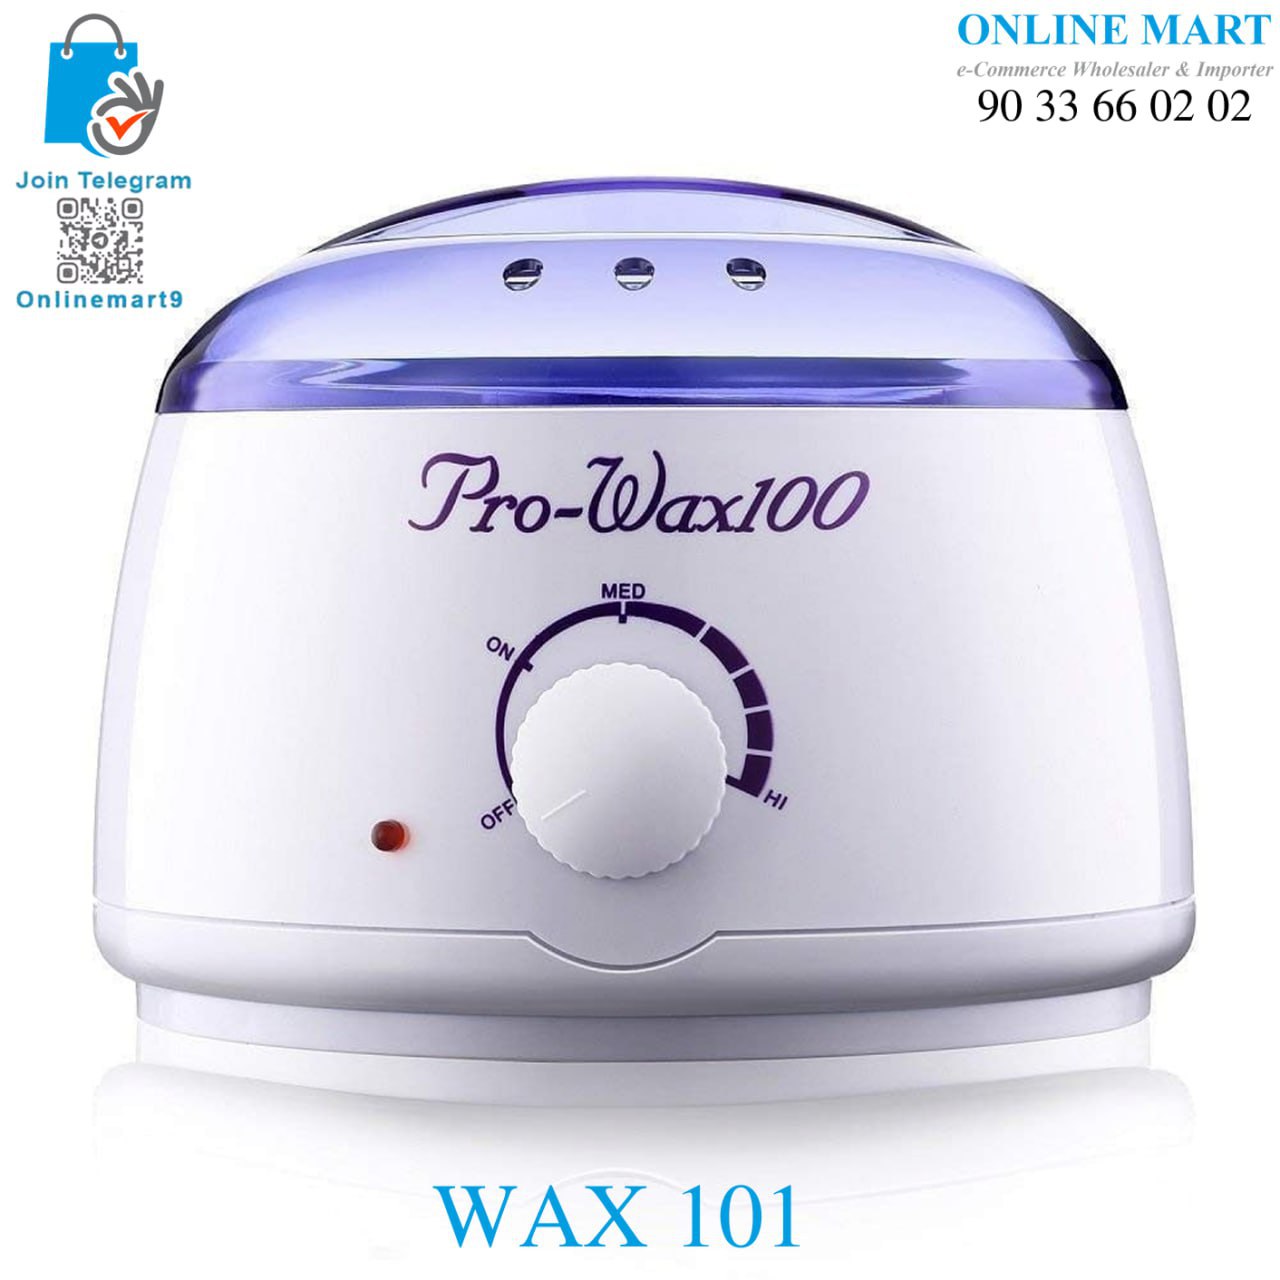 ONLINE MART
e-Commerce Wholesaler & Importer
90 33 66 02 02
Join Telegram
Onlinemart9
Pro-Wax100
MED
ON
OFF
HI
WAX 101